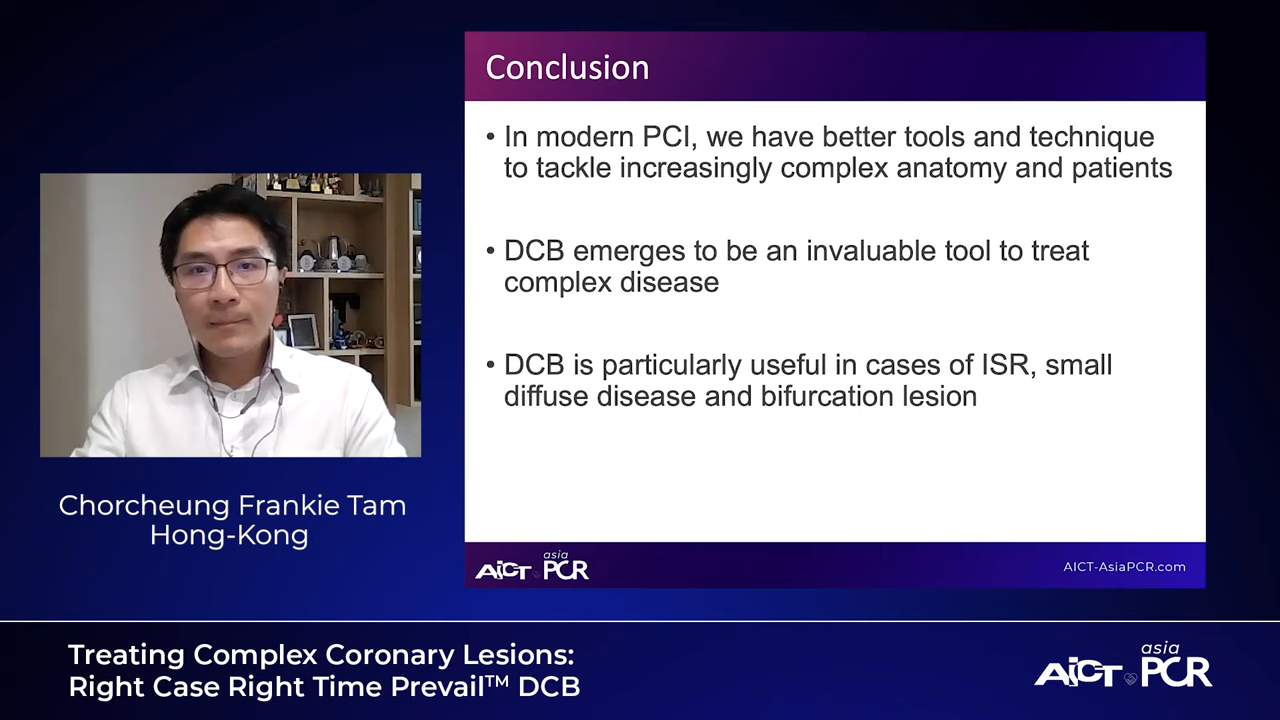 Conclusion
• In modern PCI, we have better tools and technique
to tackle increasingly complex anatomy and patients
• DCB emerges to be an invaluable tool to treat
complex disease
• DCB is particularly useful in cases of ISR, small
diffuse disease and bifurcation lesion
Chorcheung Frankie Tam
Hong-Kong
asia
AICT PCR
AICT-AsiaPCR.com
Treating Complex Coronary Lesions:
Right Case Right Time Prevail™ DCB
asia
AICT PCR